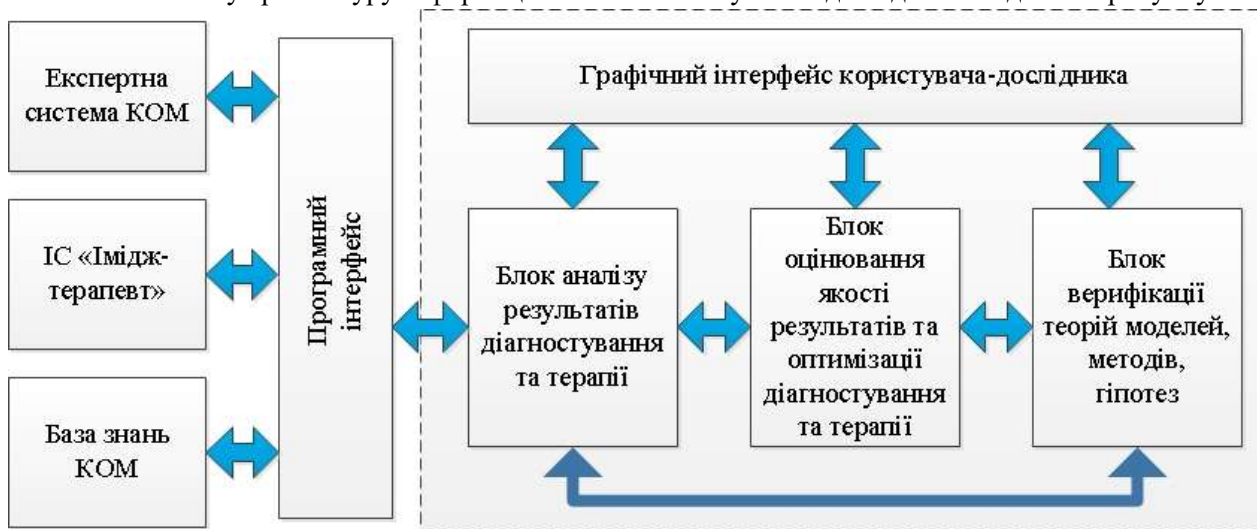 Експертна
система КОМ
ІС «Імідж-
терапевт»
База знань
КОМ
Програмний
інтерфейс
Графічний інтерфейс користувача-дослідника
Блок аналізу
результатів
діагностування
та терапії
Блок
оцінювання
якості
результатів та
оптимізації
діагностування
та терапії
Блок
верифікації
теорій моделей,
методів,
гіпотез